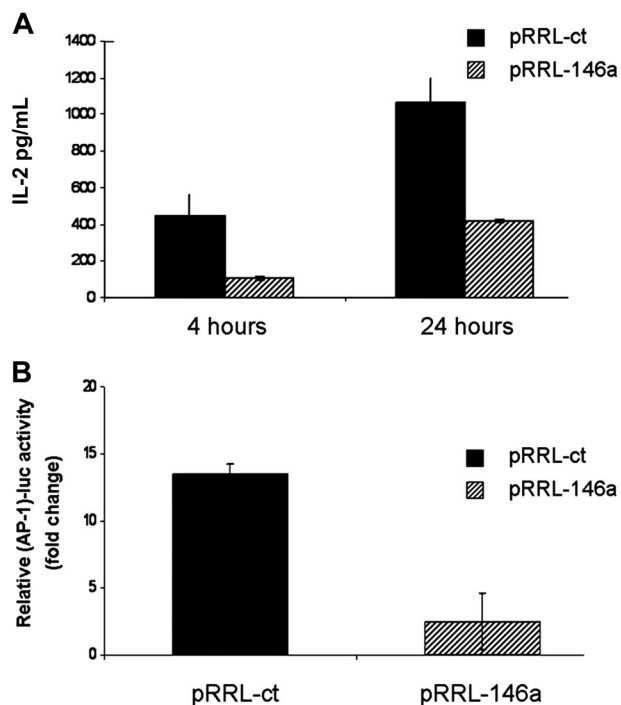 A
1400
1200
1000
800
600
400
200
0
IL-2 pg/mL
pRRL-ct
pRRL-146a
4 hours
24 hours
B
20
15
10
5
0
Relative (AP-1)-luc activity
(fold change)
pRRL-ct
pRRL-146a
pRRL-ct
pRRL-146a